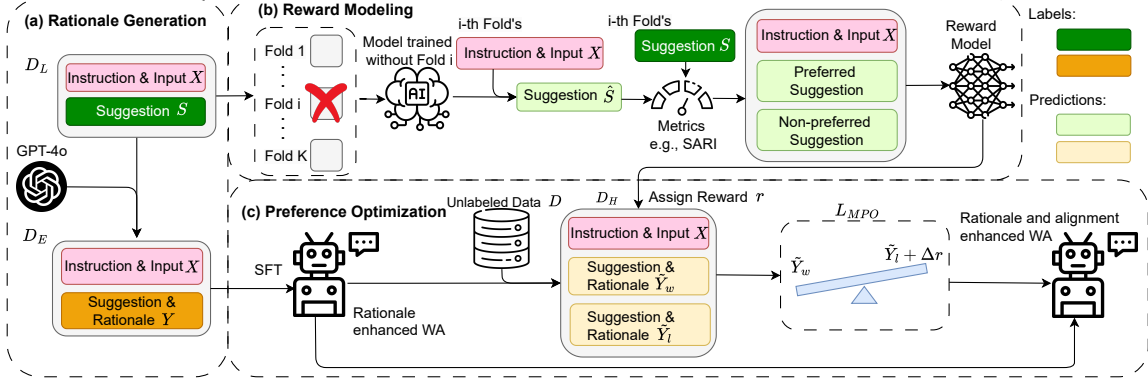 (a) Rationale Generation
D_L
Instruction & Input X
Suggestion S
GPT-4o
D_E
Instruction & Input X
Suggestion &
Rationale Y
(b) Reward Modeling
Fold 1
Fold i
Fold K
Model trained
without Fold i
AI
i-th Fold's
Instruction & Input X
Suggestion Ŝ
i-th Fold's
Suggestion S
Metrics
e.g., SARI
Instruction & Input X
Preferred
Suggestion
Non-preferred
Suggestion
Reward
Model
Labels:
Predictions:
(c) Preference Optimization
SFT
Rationale
enhanced WA
Unlabeled Data D
D_H
Assign Reward r
Instruction & Input X
Suggestion &
Rationale Ỹ_w
Suggestion &
Rationale Ỹ_l
L_{MPO}
Ỹ_w
Ỹ_l + Δr
Rationale and alignment
enhanced WA